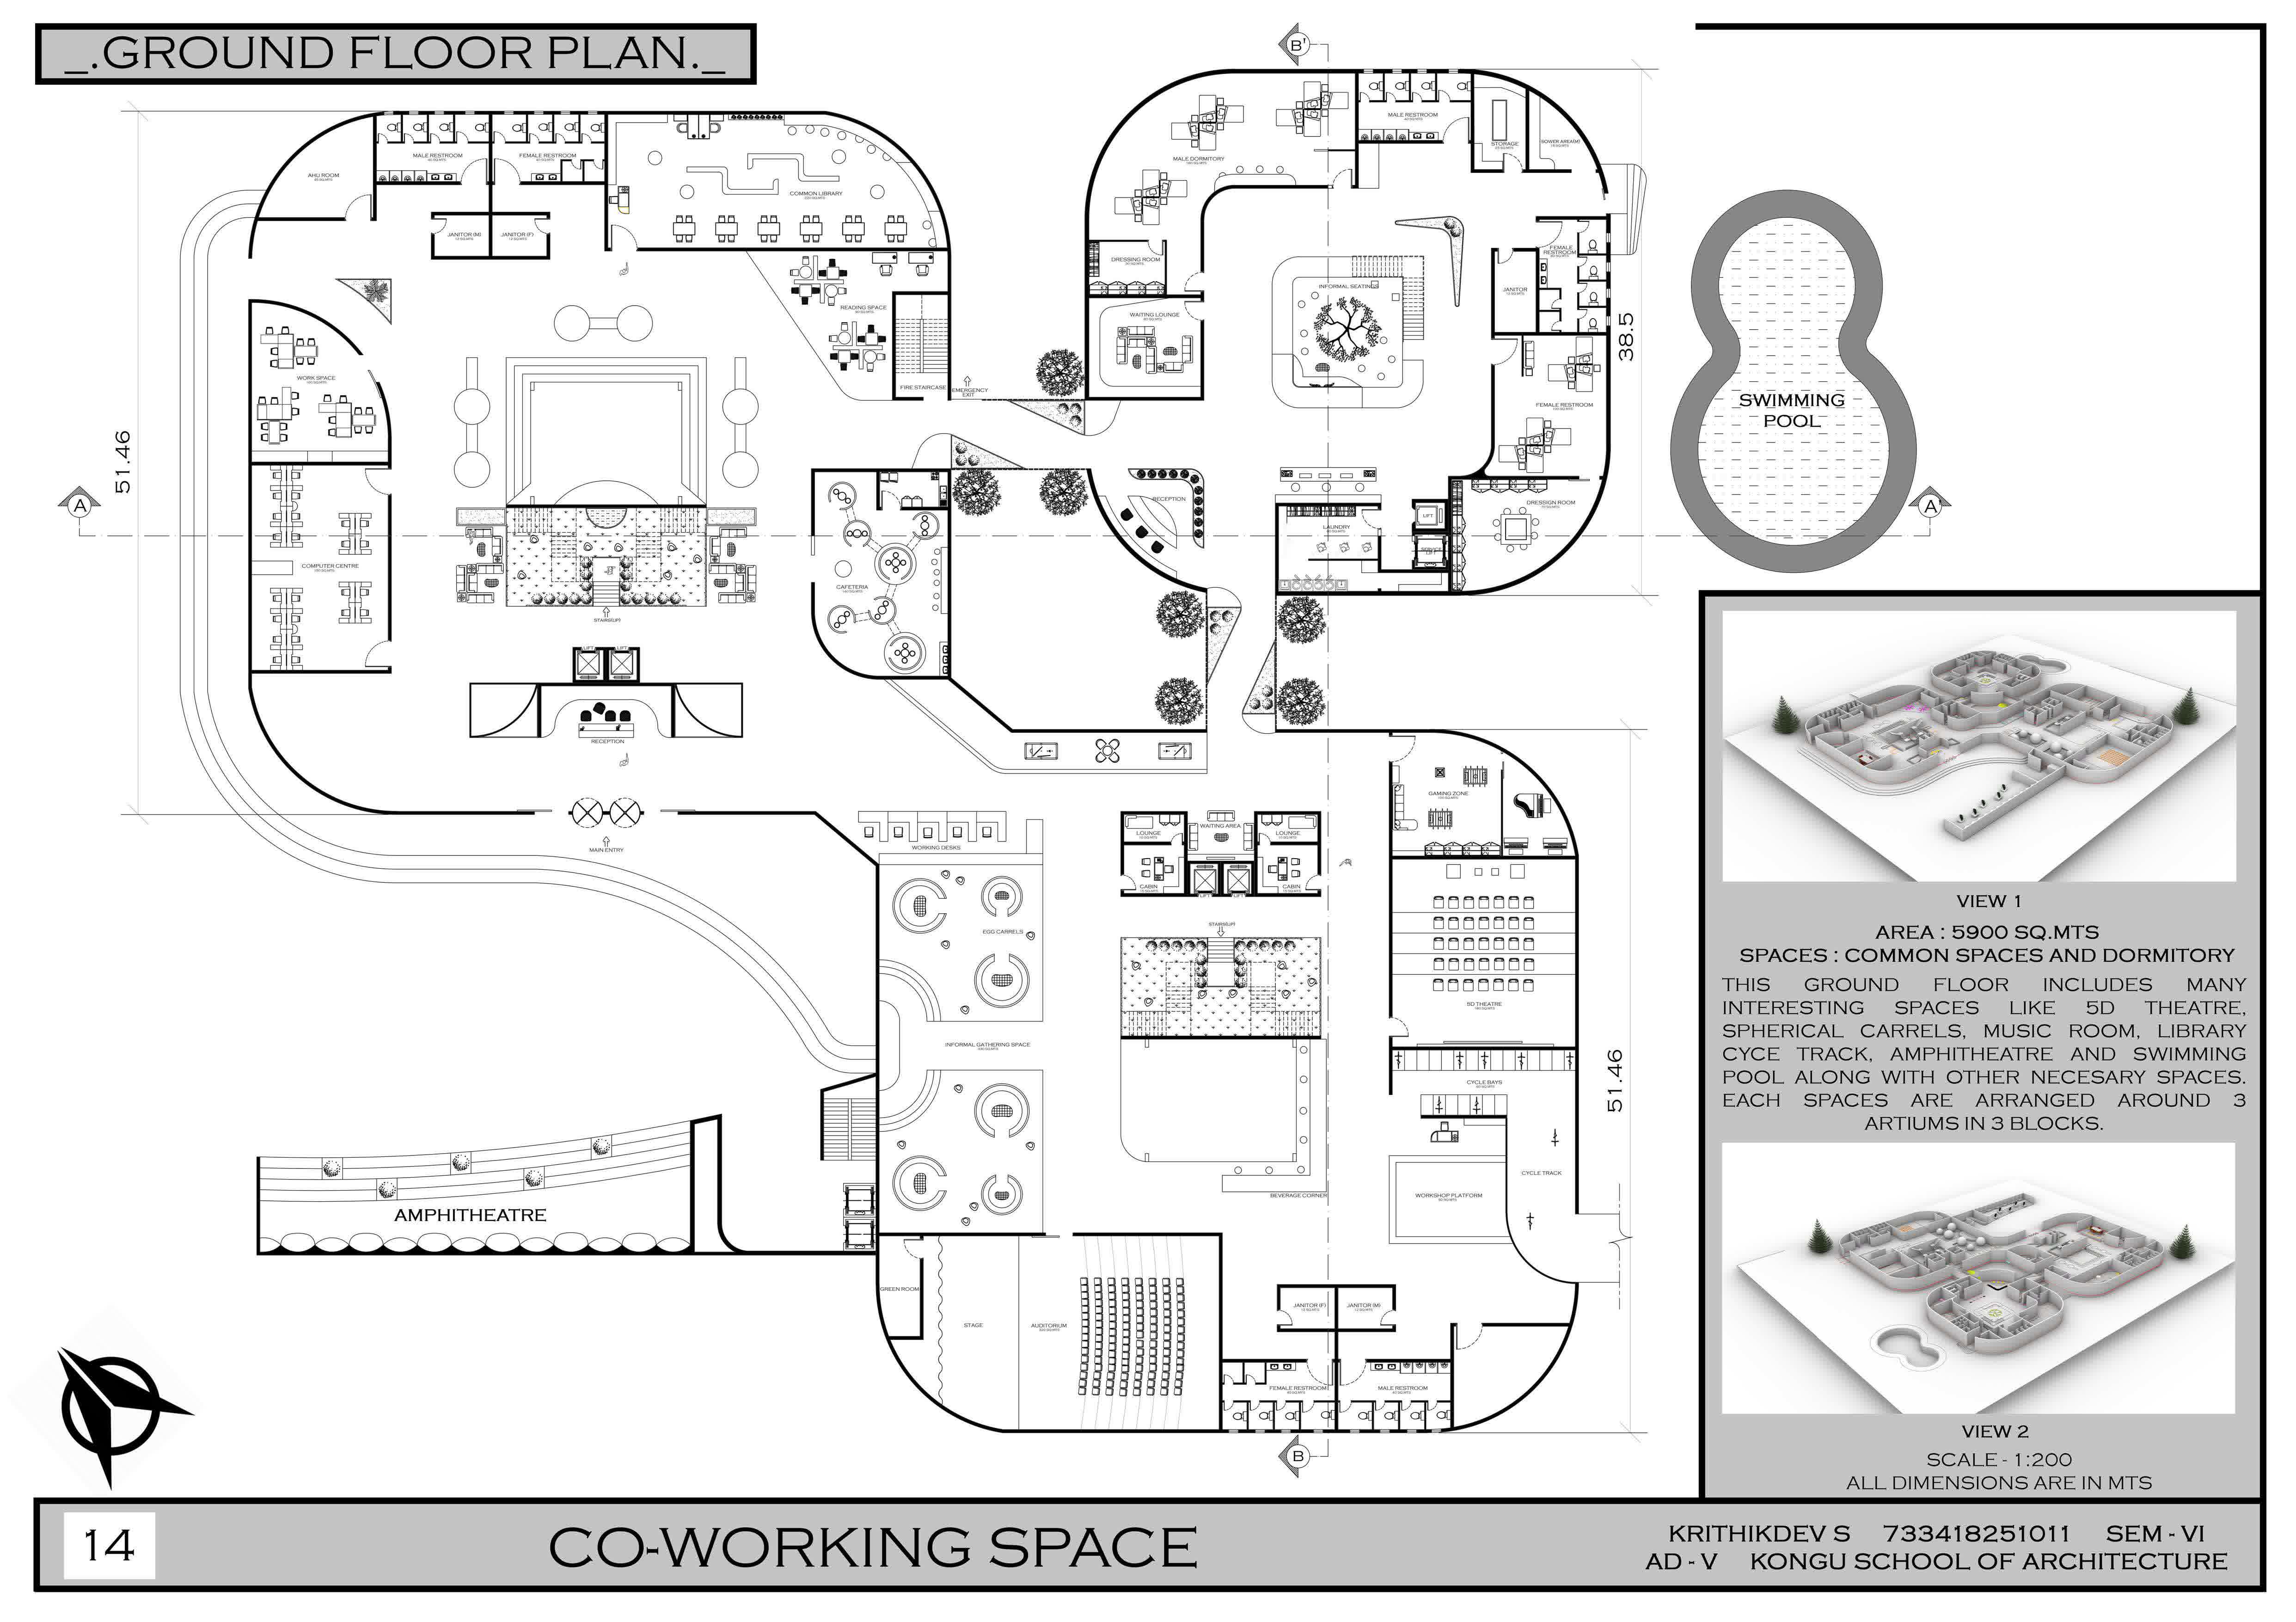 _.GROUND FLOOR PLAN._
B'
MALE RESTROOM
STORAGE
MALE DORMITORY
MALE RESTROOM
FEMALE RESTROOM
AHU ROOM
COMMON LIBRARY
JANITOR (M)
JANITOR (F)
DRESSING ROOM
FEMALE
RESTROOM
INFORMAL SEATINGS
JANITOR
READING SPACE
WAITING LOUNGE
38.5
WORK SPACE
FIRE STAIRCASE
EMERGENCY
EXIT
FEMALE RESTROOM
SWIMMING
POOL
51.46
A
RECEPTION
DRESSIGN ROOM
LIFT
LAUNDRY
SERVICE
LIFT
A'
COMPUTER CENTRE
CAFETERIA
STAIRS(UP)
LIFT
LIFT
RECEPTION
GAMING ZONE
MAIN ENTRY
WORKING DESKS
LOUNGE
WAITING AREA
LOUNGE
CABIN
CABIN
LIFT
LIFT
EGG CARRELS
STAIRS(UP)
5D THEATRE
INFORMAL GATHERING SPACE
CYCLE BAYS
51.46
CYCLE TRACK
WORKSHOP PLATFORM
BEVERAGE CORNER
AMPHITHEATRE
GREEN ROOM
STAGE
AUDITORIUM
JANITOR (F)
JANITOR (M)
FEMALE RESTROOM
MALE RESTROOM
B
VIEW 1
AREA : 5900 SQ.MTS
SPACES : COMMON SPACES AND DORMITORY
THIS GROUND FLOOR INCLUDES MANY
INTERESTING SPACES LIKE 5D THEATRE,
SPHERICAL CARRELS, MUSIC ROOM, LIBRARY
CYCE TRACK, AMPHITHEATRE AND SWIMMING
POOL ALONG WITH OTHER NECESARY SPACES.
EACH SPACES ARE ARRANGED AROUND 3
ARTIUMS IN 3 BLOCKS.
VIEW 2
SCALE - 1:200
ALL DIMENSIONS ARE IN MTS
14
CO-WORKING SPACE
KRITHIKDEV S 733418251011 SEM - VI
AD - V KONGU SCHOOL OF ARCHITECTURE